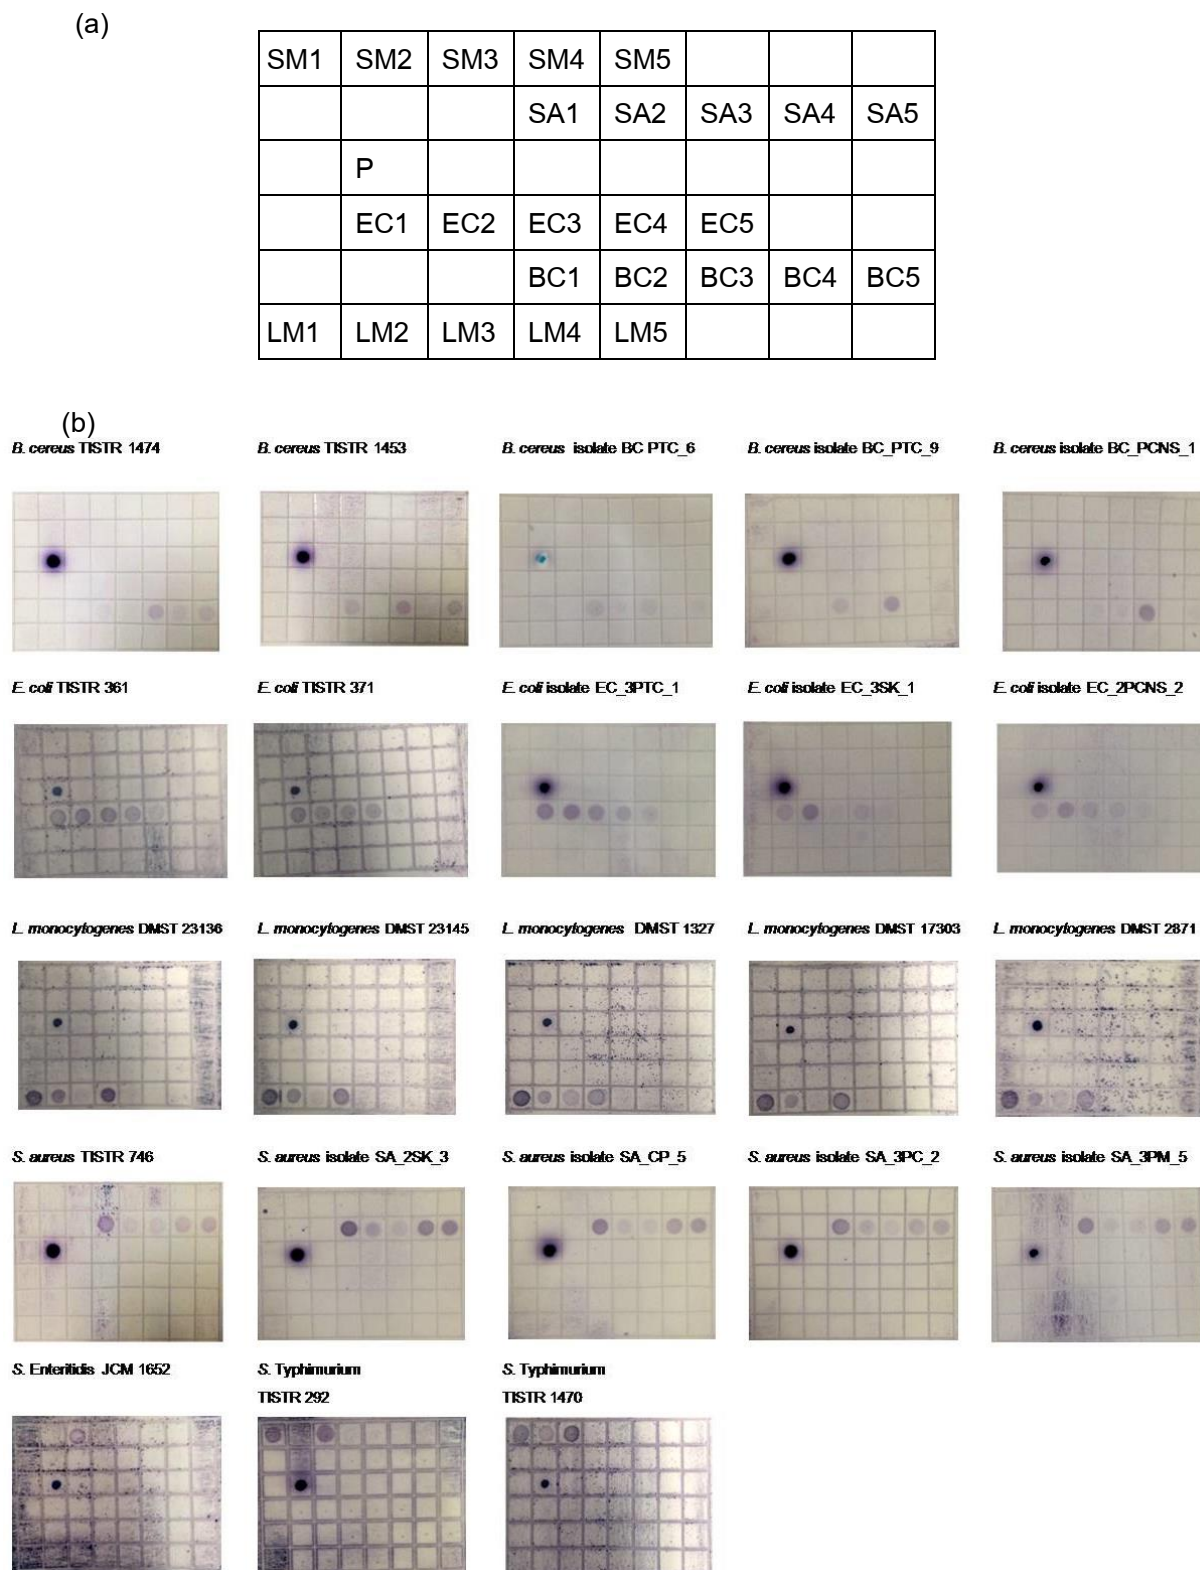 (a)
SM1 SM2 SM3 SM4 SM5
SA1 SA2 SA3 SA4 SA5
P
EC1 EC2 EC3 EC4 EC5
BC1 BC2 BC3 BC4 BC5
LM1 LM2 LM3 LM4 LM5
(b)
B. cereus TISTR 1474 B. cereus TISTR 1453 B. cereus isolate BC PTC_6 B. cereus isolate BC_PTC_9 B. cereus isolate BC_PCNS_1
E. coli TISTR 361 E. coli TISTR 371 E. coli isolate EC_3PTC_1 E. coli isolate EC_3SK_1 E. coli isolate EC_2PCNS_2
L. monocytogenes DMST 23136 L. monocytogenes DMST 23145 L. monocytogenes DMST 1327 L. monocytogenes DMST 17303 L. monocytogenes DMST 2871
S. aureus TISTR 746 S. aureus isolate SA_2SK_3 S. aureus isolate SA_CP_5 S. aureus isolate SA_3PC_2 S. aureus isolate SA_3PM_5
S. Enteritidis JCM 1652 S. Typhimurium S. Typhimurium
TISTR 292 TISTR 1470